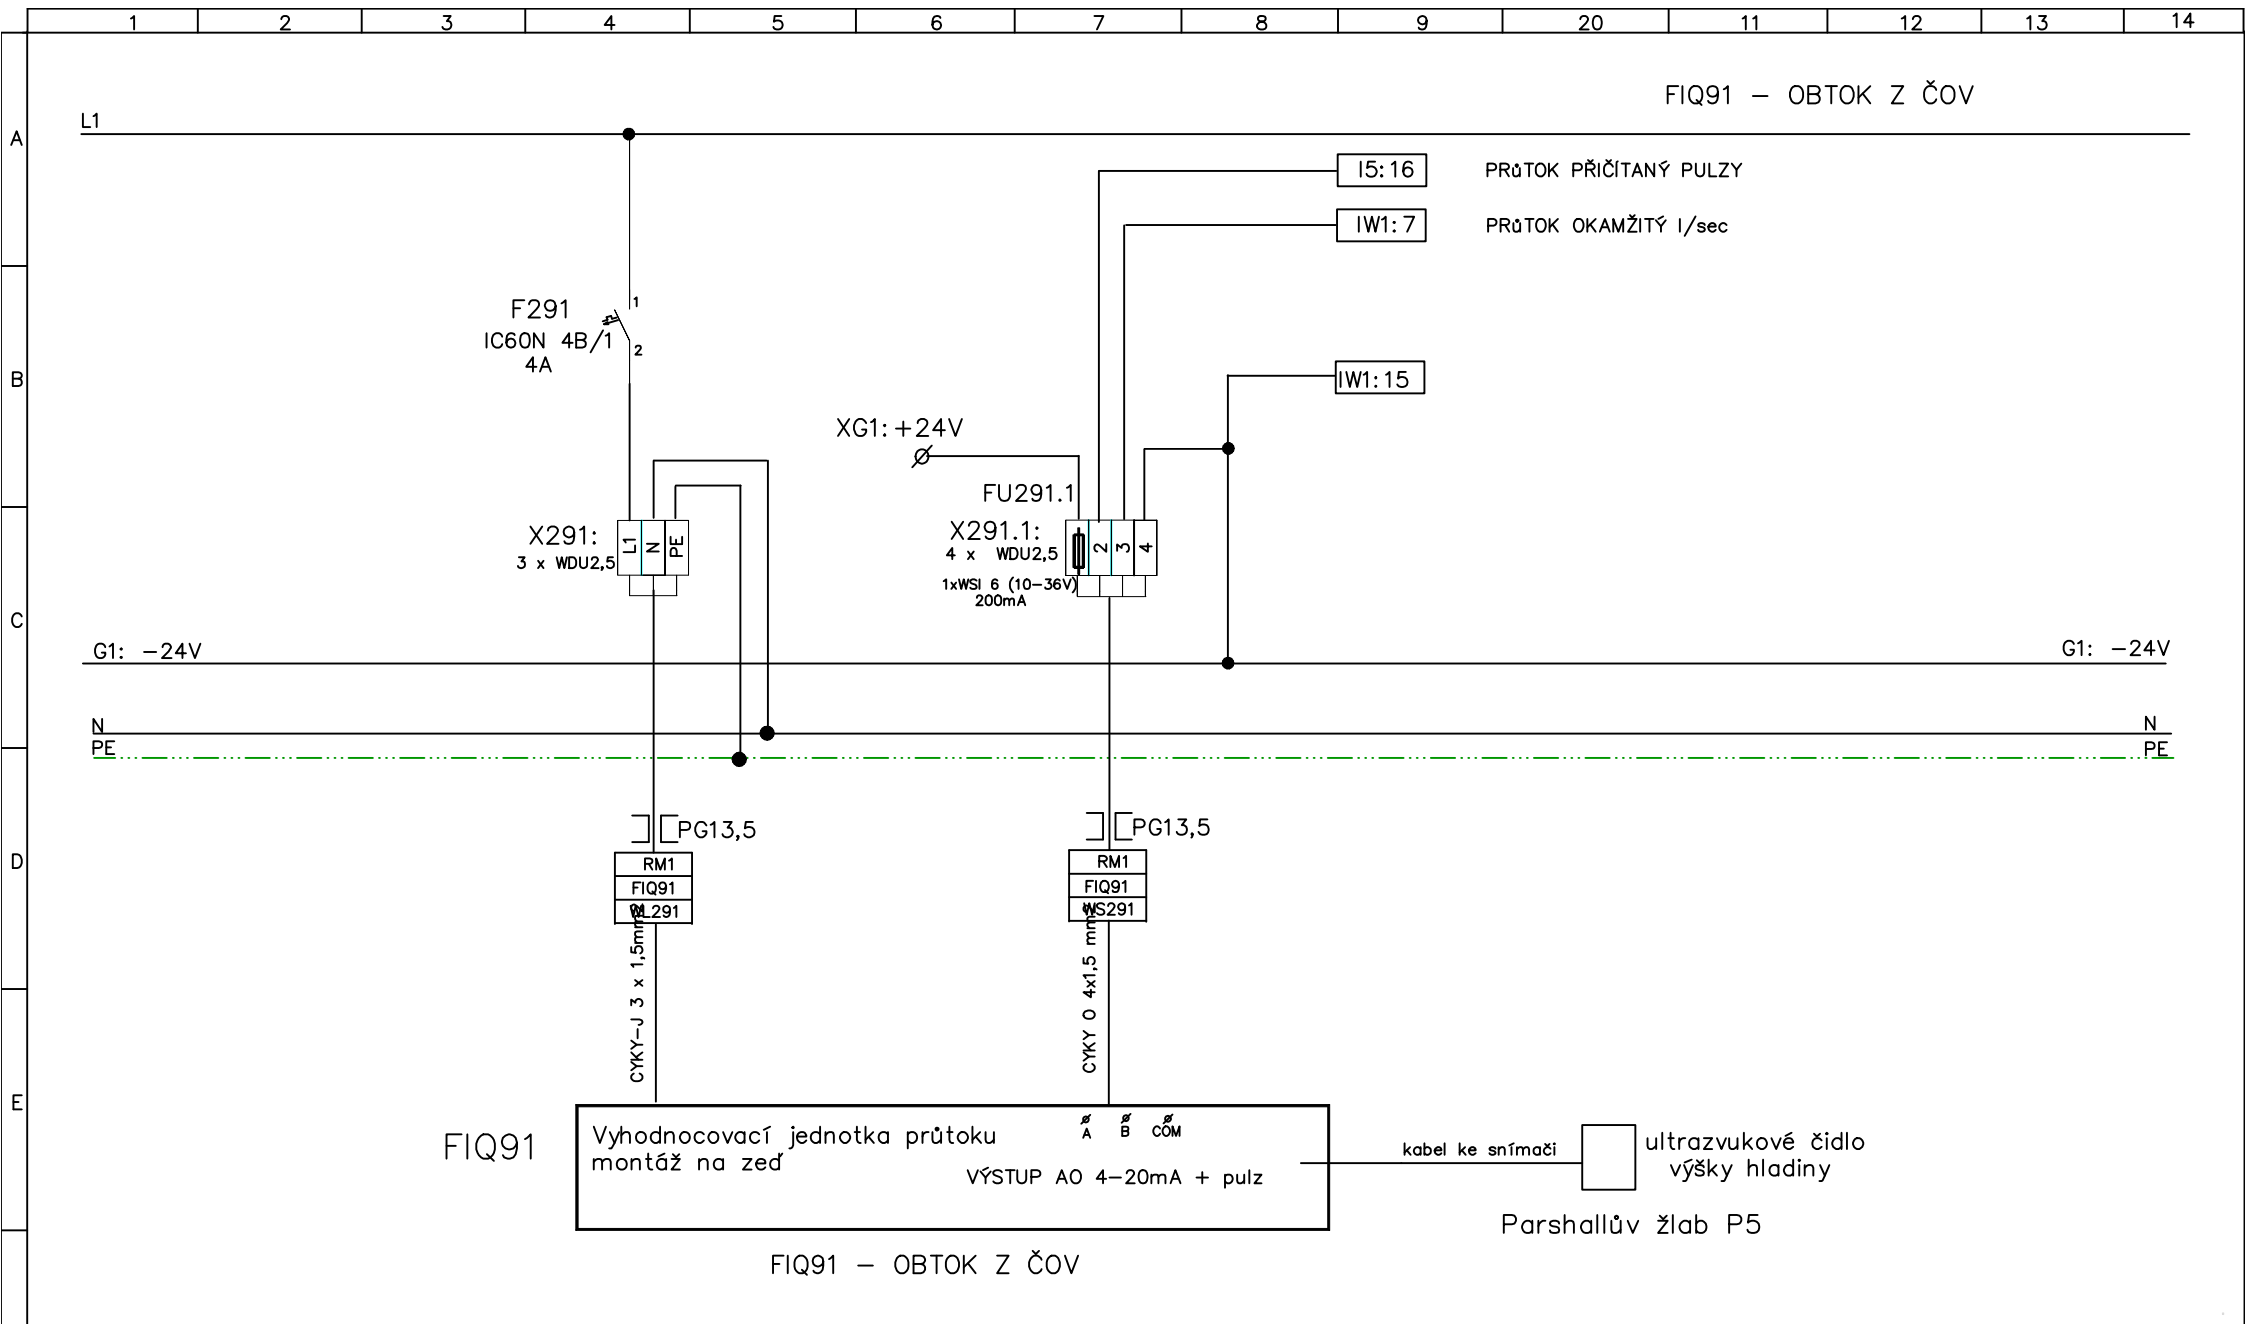 1 2 3 4 5 6 7 8 9 20 11 12 13 14
FIQ91 – OBTOK Z ČOV
A
L1
I5:16 PRůTOK PŘIČÍTANÝ PULZY
IW1:7 PRůTOK OKAMŽITÝ l/sec
F291
1
IC60N 4B/1
2
4A
B
IW1:15
XG1:+24V
FU291.1
X291:
3 x WDU2,5
L1 N PE
X291.1:
4 x WDU2,5
2 3 4
1xWSI 6 (10–36V)
200mA
C
G1: –24V G1: –24V
N N
PE PE
PG13,5 PG13,5
D
RM1 RM1
FIQ91 FIQ91
WL291 WS291
CYKY–J 3 x 1,5mm2
CYKY O 4x1,5 mm
E
FIQ91
Vyhodnocovací jednotka průtoku
montáž na zeď
A B COM
VÝSTUP AO 4–20mA + pulz
kabel ke snímači
ultrazvukové čidlo
výšky hladiny
Parshallův žlab P5
FIQ91 – OBTOK Z ČOV